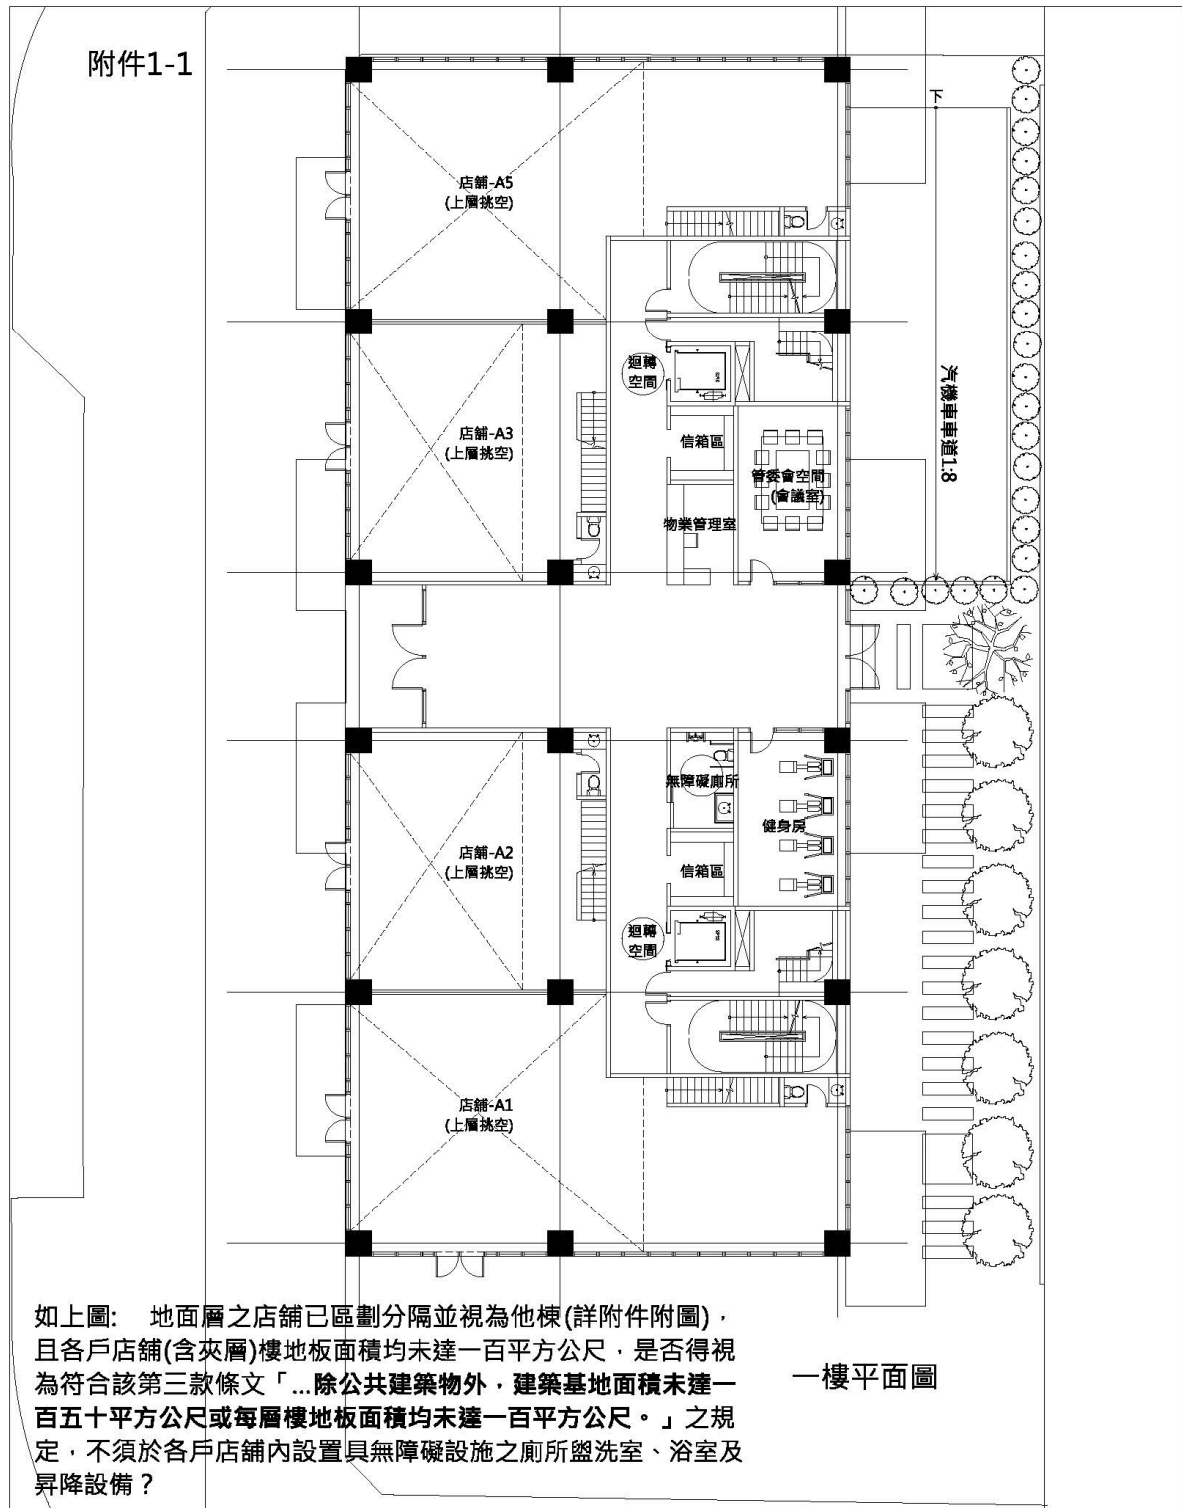 附件1-1
下
店舖-A5
(上層挑空)
迴轉
空間
汽機車車道1:8
店舖-A3
(上層挑空)
信箱區
管委會空間
(會議室)
物業管理室
無障礙廁所
健身房
店舖-A2
(上層挑空)
信箱區
迴轉
空間
店舖-A1
(上層挑空)
如上圖: 地面層之店舖已區劃分隔並視為他棟(詳附件附圖)，
且各戶店舖(含夾層)樓地板面積均未達一百平方公尺，是否得視
為符合該第三款條文「...除公共建築物外，建築基地面積未達一
百五十平方公尺或每層樓地板面積均未達一百平方公尺。」之規
定，不須於各戶店舖內設置具無障礙設施之廁所盥洗室、浴室及
昇降設備？
一樓平面圖